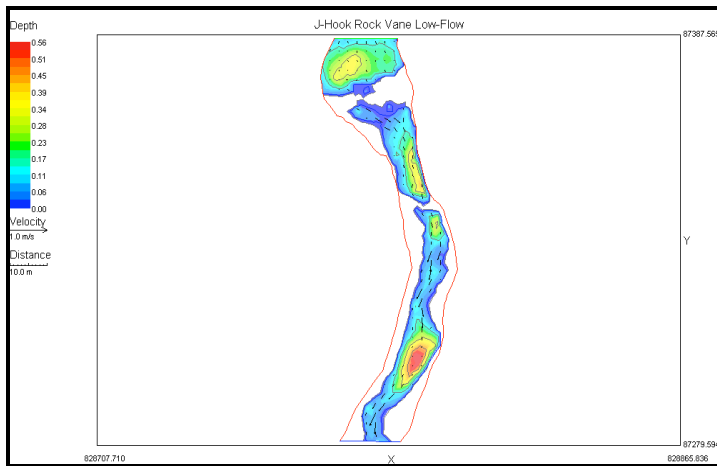 J-Hook Rock Vane Low-Flow
Depth
0.56
0.51
0.45
0.39
0.34
0.28
0.23
0.17
0.11
0.06
0.00
Velocity
1.0 m/s
Distance
10.0 m
87387.565
Y
87279.594
828707.710
X
828865.836